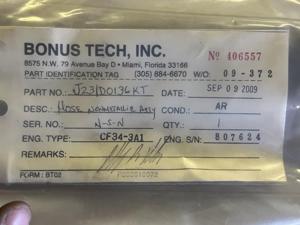 BONUS TECH, INC. Nº 406557
8575 N.W. 79 Avenue Bay D • Miami, Florida 33166
PART IDENTIFICATION TAG (305) 884-6670 W/O: 09-372
PART NO.: J231D0136KT DATE: SEP 09 2009
DESC.: HOSE NONMETALLIC ASSY COND.: AR
SER. NO.: N-S-N QTY.: 1
ENG. TYPE: CF34-3A1 ENG. S/N: 807624
REMARKS:
FORM: BT02